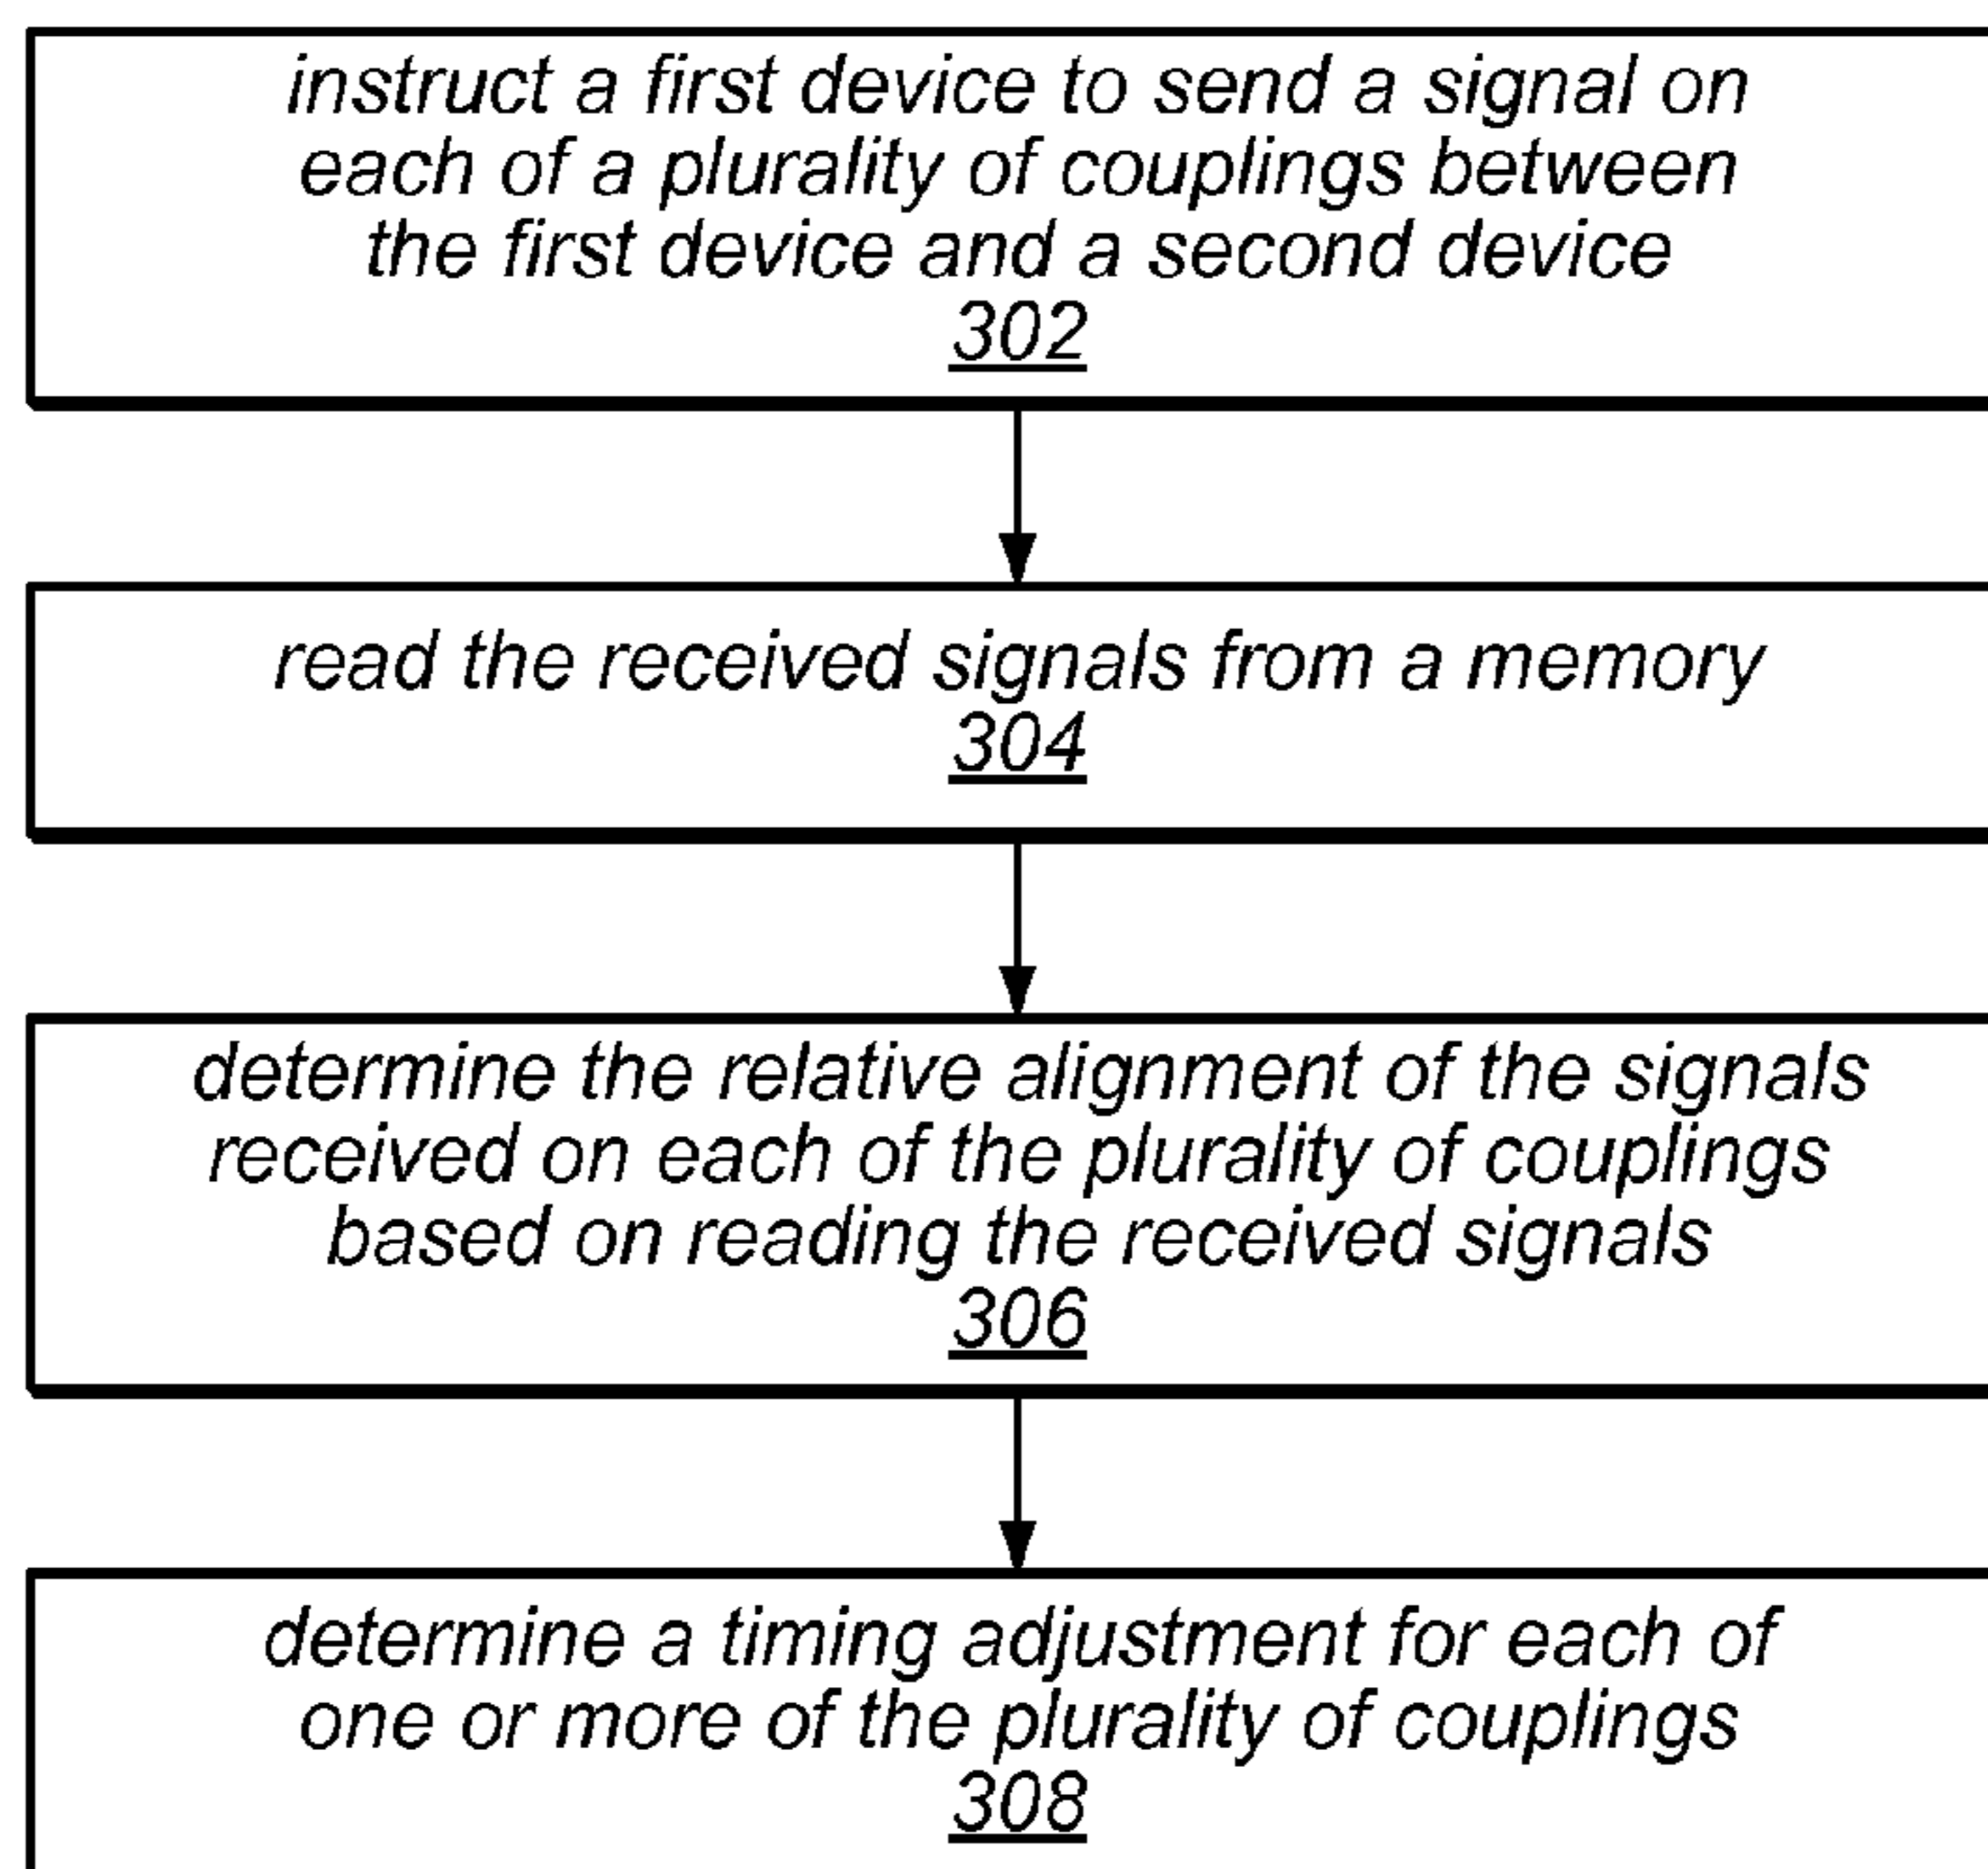 instruct a first device to send a signal on
each of a plurality of couplings between
the first device and a second device
302
read the received signals from a memory
304
determine the relative alignment of the signals
received on each of the plurality of couplings
based on reading the received signals
306
determine a timing adjustment for each of
one or more of the plurality of couplings
308